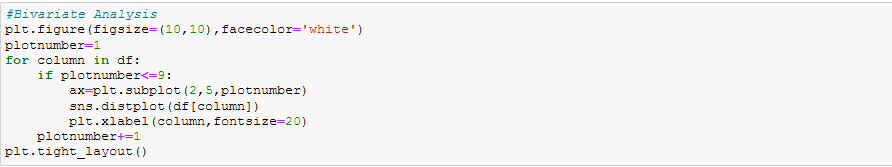 #Bivariate Analysis
plt.figure(figsize=(10,10),facecolor='white')
plotnumber=1
for column in df:
    if plotnumber<=9:
        ax=plt.subplot(2,5,plotnumber)
        sns.distplot(df[column])
        plt.xlabel(column,fontsize=20)
    plotnumber+=1
plt.tight_layout()